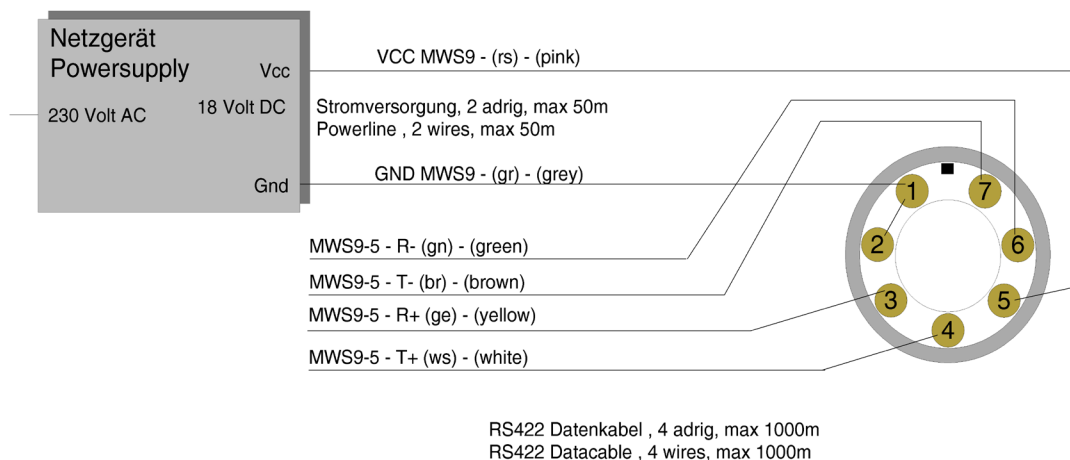 Netzgerät
Powersupply
Vcc
230 Volt AC
18 Volt DC
Gnd
VCC MWS9 - (rs) - (pink)
Stromversorgung, 2 adrig, max 50m
Powerline , 2 wires, max 50m
GND MWS9 - (gr) - (grey)
MWS9-5 - R- (gn) - (green)
MWS9-5 - T- (br) - (brown)
MWS9-5 - R+ (ge) - (yellow)
MWS9-5 - T+ (ws) - (white)
1
7
2
6
3
5
4
RS422 Datenkabel , 4 adrig, max 1000m
RS422 Datacable , 4 wires, max 1000m